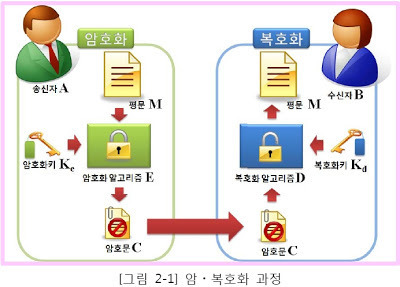 암호화
송신자 A
평문 M
암호화키 Ke
암호화 알고리즘 E
암호문 C
복호화
수신자 B
평문 M
복호화 알고리즘 D
복호화키 Kd
암호문 C
[그림 2-1] 암・복호화 과정